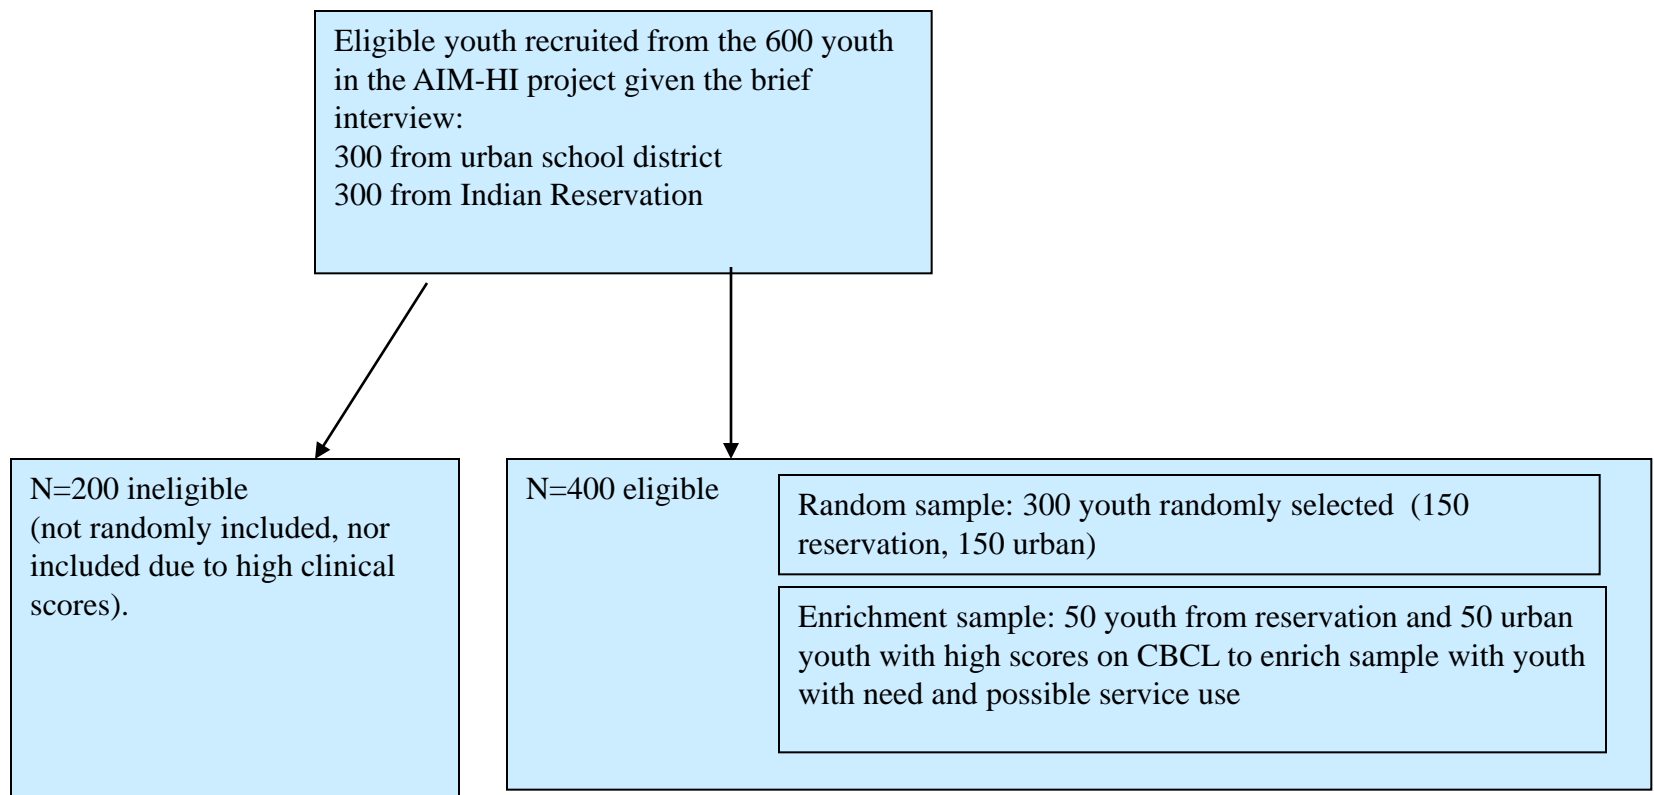 Eligible youth recruited from the 600 youth
in the AIM-HI project given the brief
interview:
300 from urban school district
300 from Indian Reservation
N=200 ineligible
(not randomly included, nor
included due to high clinical
scores).
N=400 eligible
Random sample: 300 youth randomly selected (150
reservation, 150 urban)
Enrichment sample: 50 youth from reservation and 50 urban
youth with high scores on CBCL to enrich sample with youth
with need and possible service use